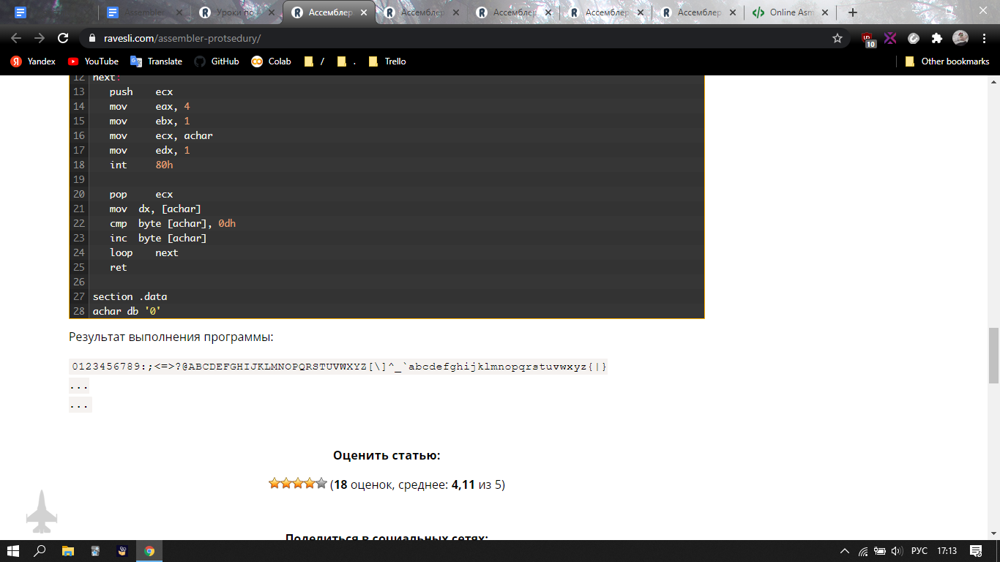 Assembler
Уроки по
Ассемблер
Ассемблер
Ассемблер
Ассемблер
Ассемблер
Online Asm
ravesli.com/assembler-protsedury/
10
Yandex
YouTube
Translate
GitHub
Colab
/
.
Trello
Other bookmarks
12 next:
13 push ecx
14 mov eax, 4
15 mov ebx, 1
16 mov ecx, achar
17 mov edx, 1
18 int 80h
19
20 pop ecx
21 mov dx, [achar]
22 cmp byte [achar], 0dh
23 inc byte [achar]
24 loop next
25 ret
26
27 section .data
28 achar db '0'
Результат выполнения программы:
0123456789:;<=>?@ABCDEFGHIJKLMNOPQRSTUVWXYZ[\]^_`abcdefghijklmnopqrstuvwxyz{|}
...
...
Оценить статью:
(18 оценок, среднее: 4,11 из 5)
Поделиться в социальных сетях:
РУС 17:13